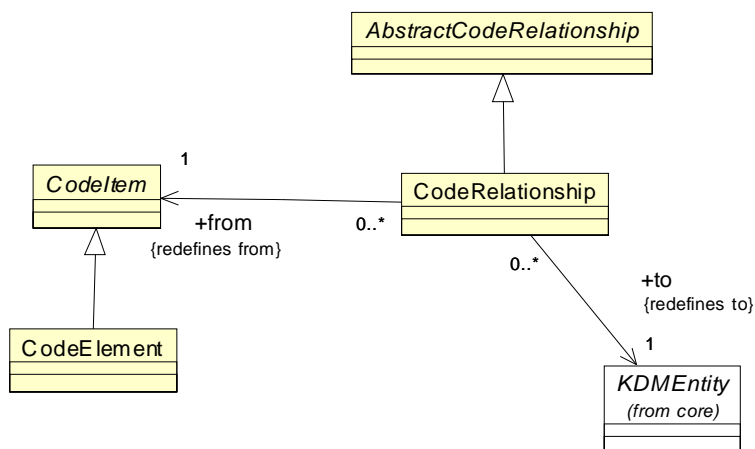 AbstractCodeRelationship
1
CodeItem
CodeRelationship
+from
{redefines from}
0..*
0..*
+to
{redefines to}
CodeElement
1
KDMEntity
(from core)